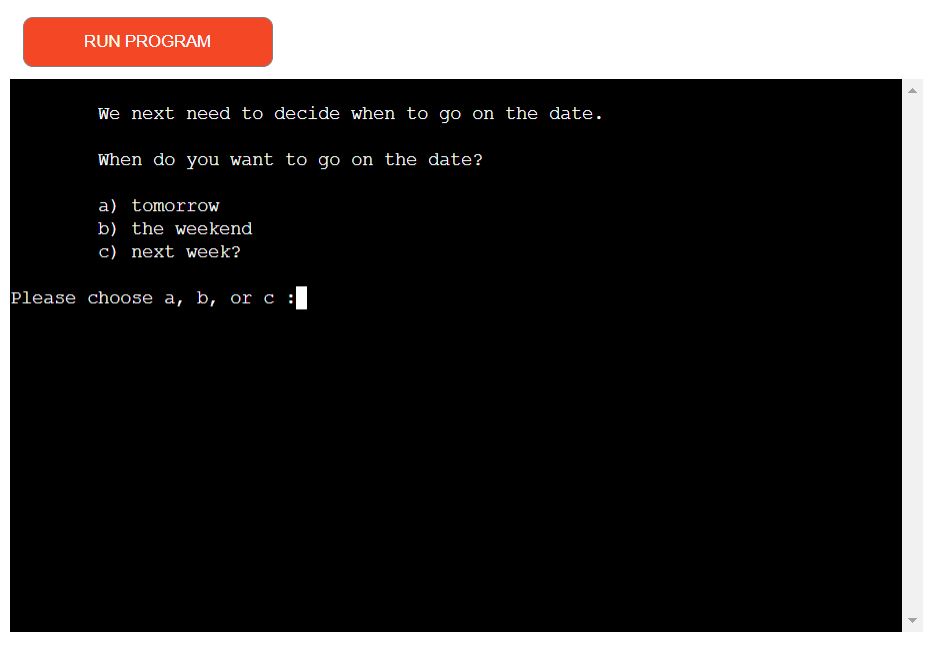 RUN PROGRAM
We next need to decide when to go on the date.
When do you want to go on the date?
a) tomorrow
b) the weekend
c) next week?
Please choose a, b, or c :